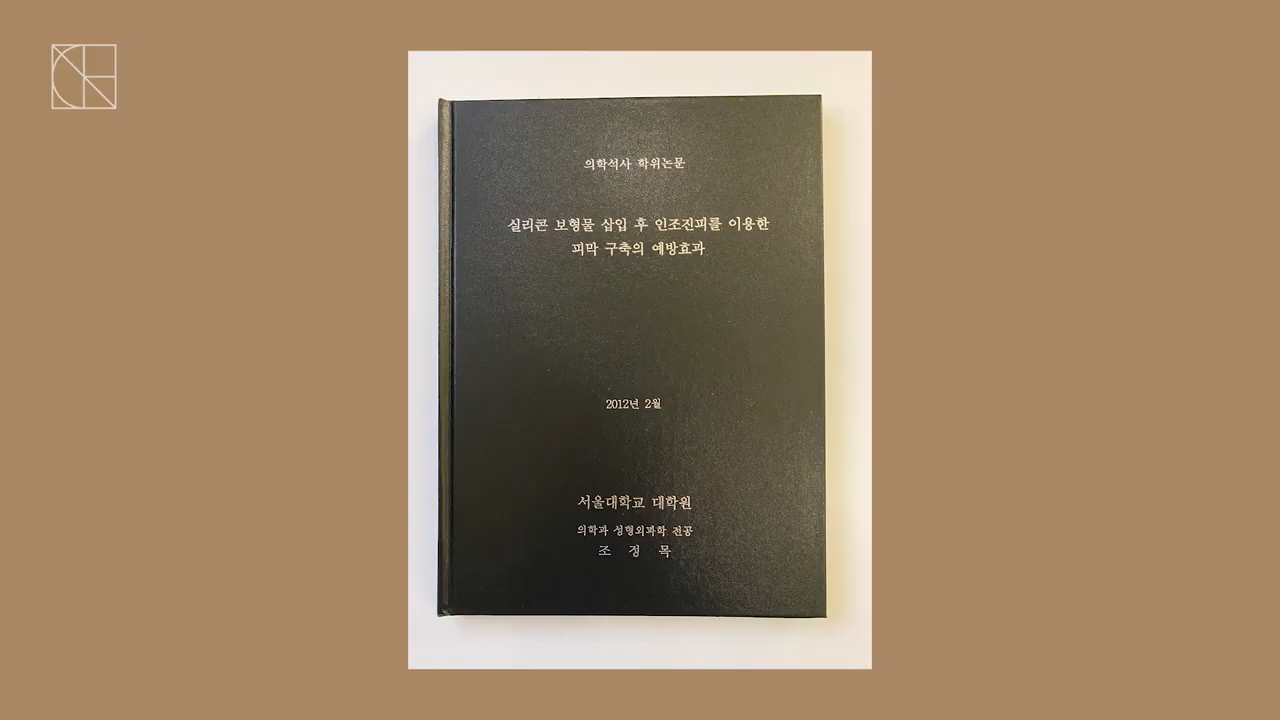 의학석사 학위논문
실리콘 보형물 삽입 후 인조진피를 이용한
피막 구축의 예방효과
2012년 2월
서울대학교 대학원
의학과 성형외과학 전공
조 정 목